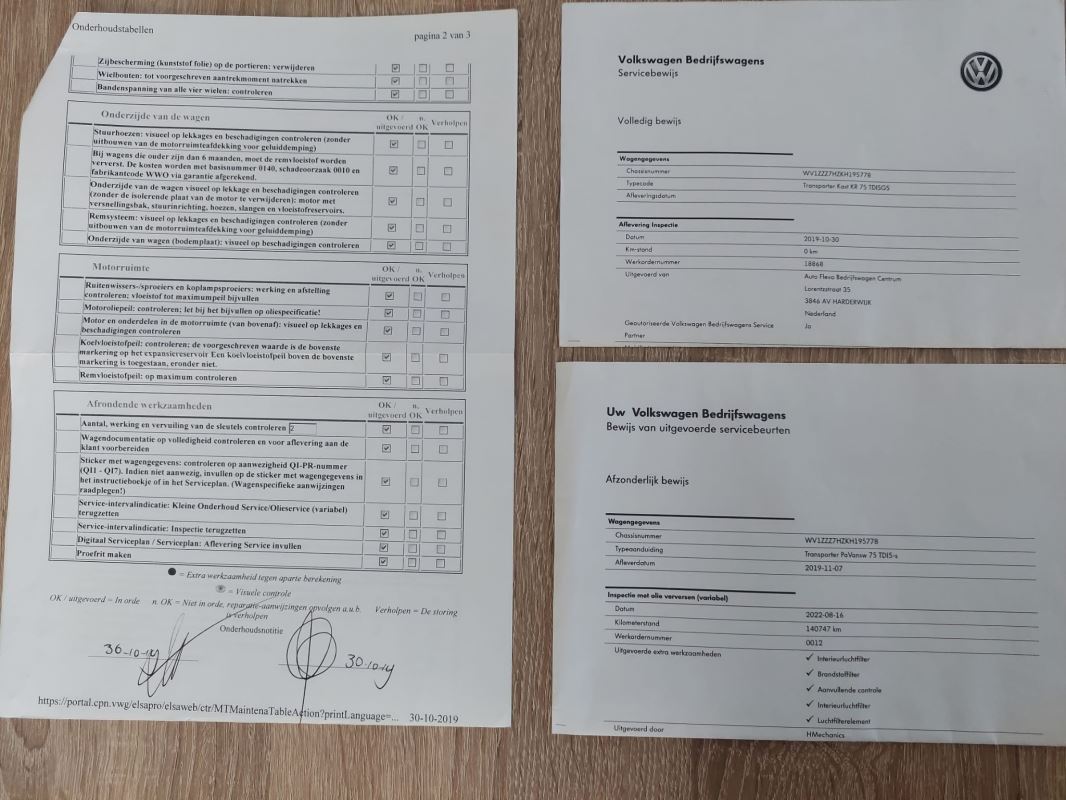 Onderhoudstabellen
pagina 2 van 3
Zijbescherming (kunststof folie) op de portieren: verwijderen
Wielbouten: tot voorgeschreven aantrekmoment natrekken
Bandenspanning van alle vier wielen: controleren
Onderzijde van de wagen
OK / uitgevoerd
n. OK
Verholpen
Stuurhoezen: visueel op lekkages en beschadigingen controleren (zonder
uitbouwen van de motorruimteafdekking voor geluiddemping)
Bij wagens die ouder zijn dan 6 maanden, moet de remvloeistof worden
ververst. De kosten worden met basisnummer 0140, schadeoorzaak 0010 en
fabrikantcode WWO via garantie afgerekend.
Onderzijde van de wagen visueel op lekkage en beschadigingen controleren
(zonder de isolerende plaat van de motor te verwijderen): motor met
versnellingsbak, stuurinrichting, hoezen, slangen en vloeistofreservoirs.
Remsysteem: visueel op lekkages en beschadigingen controleren (zonder
uitbouwen van de motorruimteafdekking voor geluiddemping)
Onderzijde van wagen (bodemplaat): visueel op beschadigingen controleren
Motorruimte
OK / uitgevoerd
n. OK
Verholpen
Ruitenwissers-/sproeiers en koplampsproeiers: werking en afstelling
controleren; vloeistof tot maximumpeil bijvullen
Motoroliepeil: controleren; let bij het bijvullen op oliespecificatie!
Motor en onderdelen in de motorruimte (van bovenaf): visueel op lekkages en
beschadigingen controleren
Koelvloeistofpeil: controleren; de voorgeschreven waarde is de bovenste
markering op het expansiereservoir Een koelvloeistofpeil boven de bovenste
markering is toegestaan, eronder niet.
Remvloeistofpeil: op maximum controleren
Afrondende werkzaamheden
OK / uitgevoerd
n. OK
Verholpen
Aantal, werking en vervuiling van de sleutels controleren 2
Wagendocumentatie op volledigheid controleren en voor aflevering aan de
klant voorbereiden
Sticker met wagengegevens: controleren op aanwezigheid QI-PR-nummer
(QI1 - QI7). Indien niet aanwezig, invullen op de sticker met wagengegevens in
het instructieboekje of in het Serviceplan. (Wagenspecifieke aanwijzingen
raadplegen!)
Service-intervalindicatie: Kleine Onderhoud Service/Olieservice (variabel)
terugzetten
Service-intervalindicatie: Inspectie terugzetten
Digitaal Serviceplan / Serviceplan: Aflevering Service invullen
Proefrit maken
= Extra werkzaamheid tegen aparte berekening
= Visuele controle
OK / uitgevoerd = In orde n. OK = Niet in orde, reparatie-aanwijzingen opvolgen a.u.b. Verholpen = De storing
is verholpen
Onderhoudsnotitie
30-10-19
30-10-19
https://portal.cpn.vwg/elsapro/elsaweb/ctr/MTMaintenaTableAction?printLanguage=... 30-10-2019
Volkswagen Bedrijfswagens
Servicebewijs
Volledig bewijs
Wagengegevens
Chassisnummer WV1ZZZ7HZKH195778
Typecode Transporter Kast KR 75 TDI5G5
Afleveringsdatum
Aflevering Inspectie
Datum 2019-10-30
Km-stand 0 km
Werkordernummer 18868
Uitgevoerd van Auto Flevo Bedrijfswagen Centrum
Lorentzstraat 35
3846 AV HARDERWIJK
Nederland
Geautoriseerde Volkswagen Bedrijfswagens Service Ja
Partner
Uw Volkswagen Bedrijfswagens
Bewijs van uitgevoerde servicebeurten
Afzonderlijk bewijs
Wagengegevens
Chassisnummer WV1ZZZ7HZKH195778
Typeaanduiding Transporter PaVansw 75 TDI5-s
Afleverdatum 2019-11-07
Inspectie met olie verversen (variabel)
Datum 2022-08-16
Kilometerstand 140747 km
Werkordernummer 0012
Uitgevoerde extra werkzaamheden ✓ Interieurluchtfilter
✓ Brandstoffilter
✓ Aanvullende controle
✓ Interieurluchtfilter
✓ Luchtfilterelement
Uitgevoerd door HMechanics